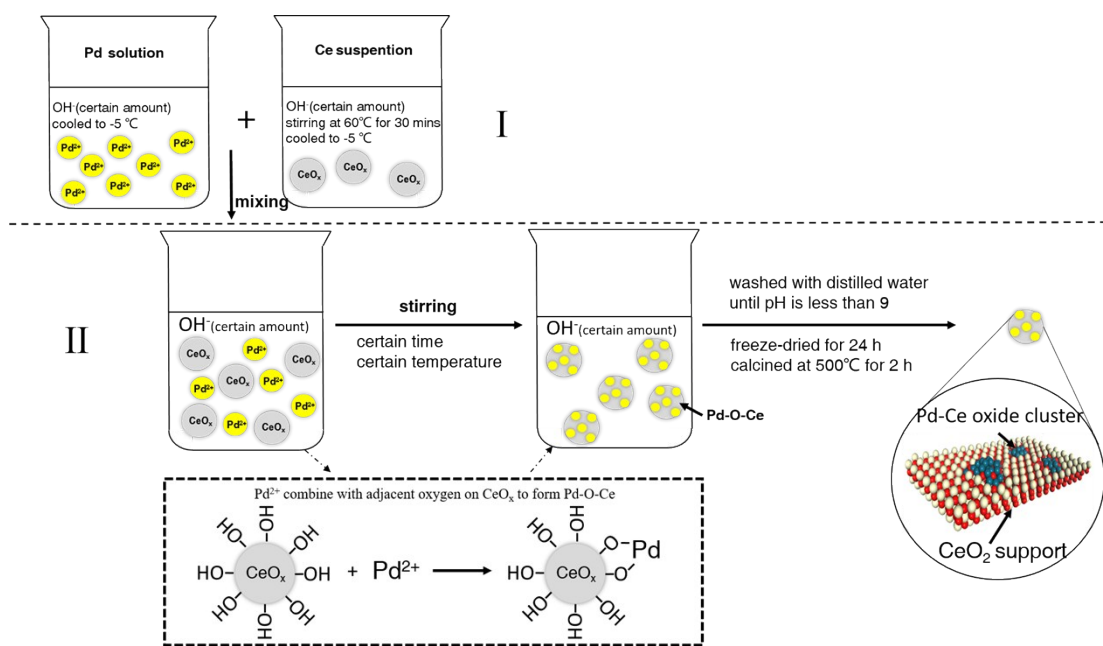 Pd solution
OH⁻(certain amount)
cooled to -5 ℃
Pd²⁺
Pd²⁺
Pd²⁺
Pd²⁺
Pd²⁺
Pd²⁺
Pd²⁺
Pd²⁺
+
Ce suspention
OH⁻(certain amount)
stirring at 60℃ for 30 mins
cooled to -5 ℃
CeOₓ
CeOₓ
CeOₓ
I
mixing
II
OH⁻(certain amount)
CeOₓ
Pd²⁺
CeOₓ
Pd²⁺
CeOₓ
Pd²⁺
CeOₓ
Pd²⁺
CeOₓ
Pd²⁺
stirring
certain time
certain temperature
OH⁻(certain amount)
Pd-O-Ce
washed with distilled water
until pH is less than 9
freeze-dried for 24 h
calcined at 500℃ for 2 h
Pd-Ce oxide cluster
CeO₂ support
Pd²⁺ combine with adjacent oxygen on CeOₓ to form Pd-O-Ce
HO
HO
OH
HO
CeOₓ
OH
HO
OH
HO
+ Pd²⁺
HO
HO
O
Pd
HO
CeOₓ
O
HO
OH
HO